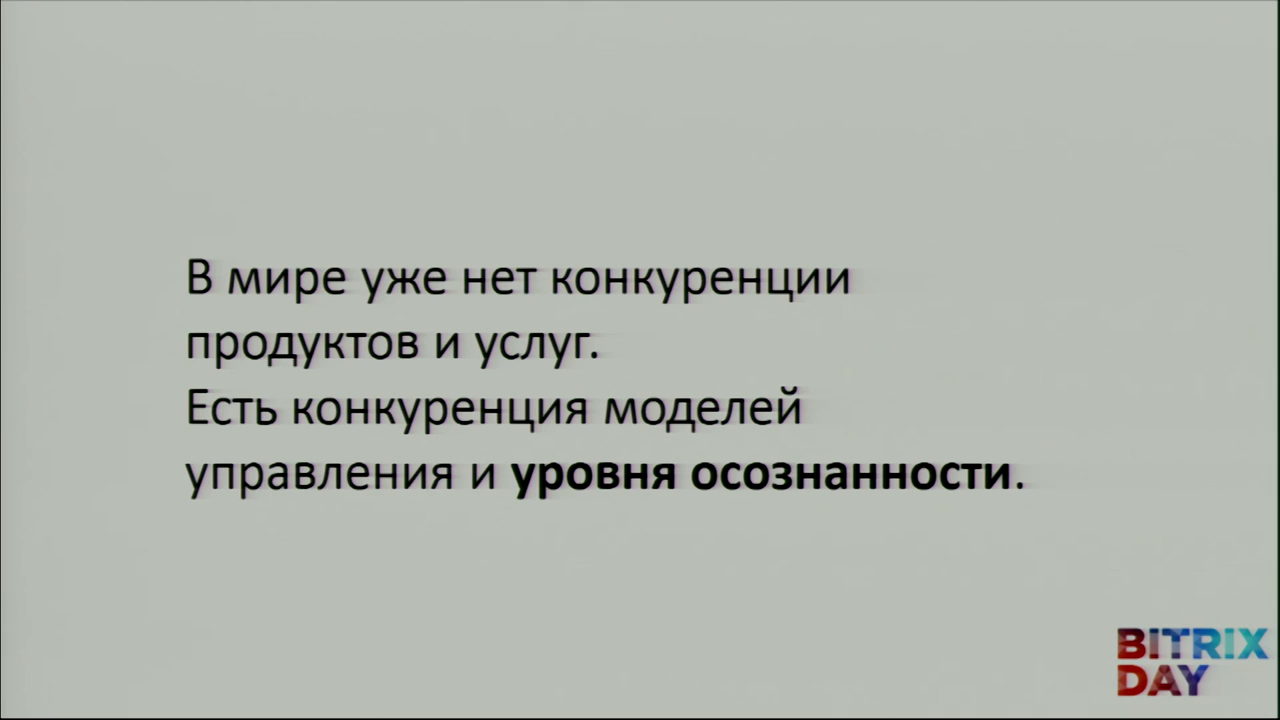 В мире уже нет конкуренции
продуктов и услуг.
Есть конкуренция моделей
управления и уровня осознанности.
BITRIX
DAY